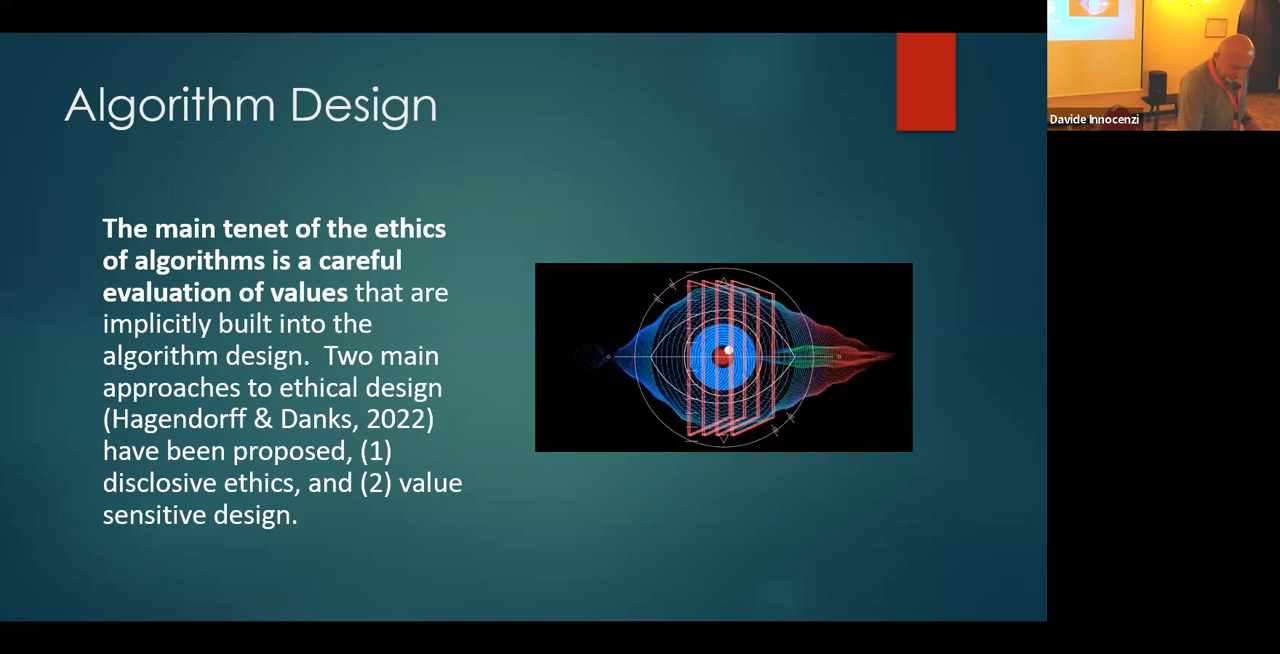 Algorithm Design
The main tenet of the ethics
of algorithms is a careful
evaluation of values that are
implicitly built into the
algorithm design.  Two main
approaches to ethical design
(Hagendorff & Danks, 2022)
have been proposed, (1)
disclosive ethics, and (2) value
sensitive design.
Davide Innocenzi